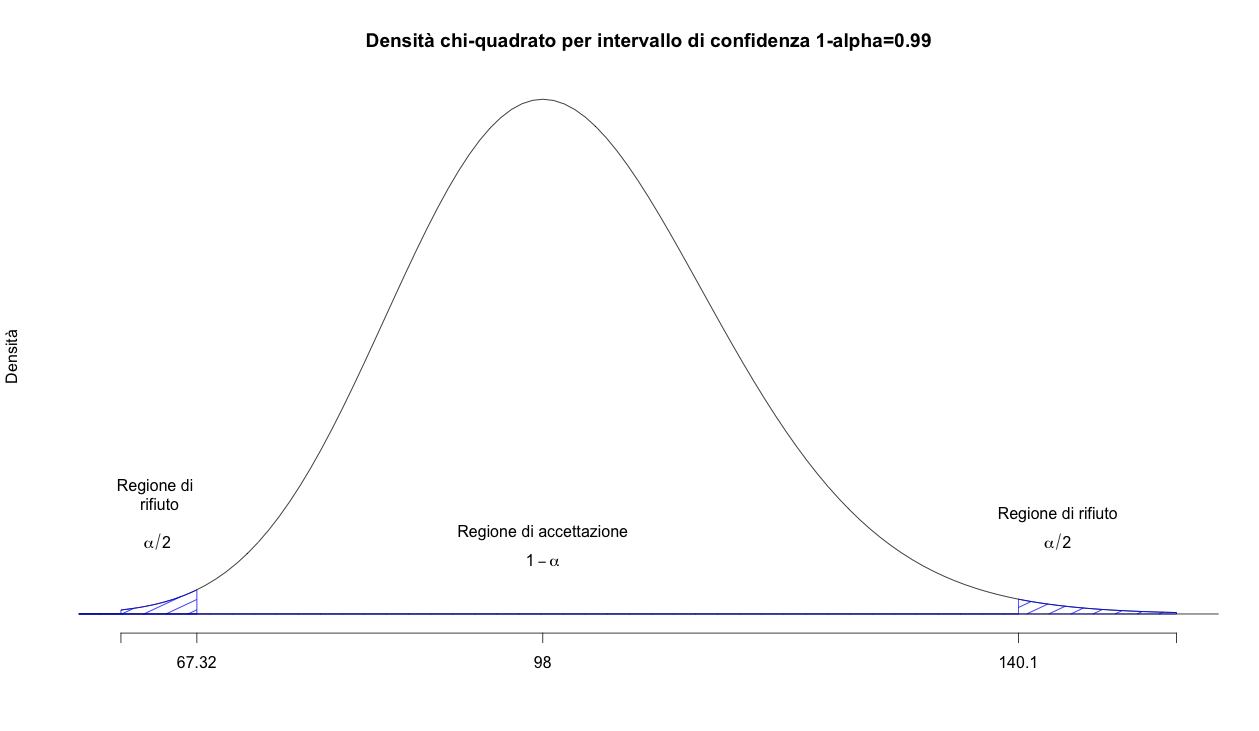 Densità chi-quadrato per intervallo di confidenza 1-alpha=0.99
Densità
Regione di
rifiuto
α/2
Regione di accettazione
1 − α
Regione di rifiuto
α/2
67.32
98
140.1